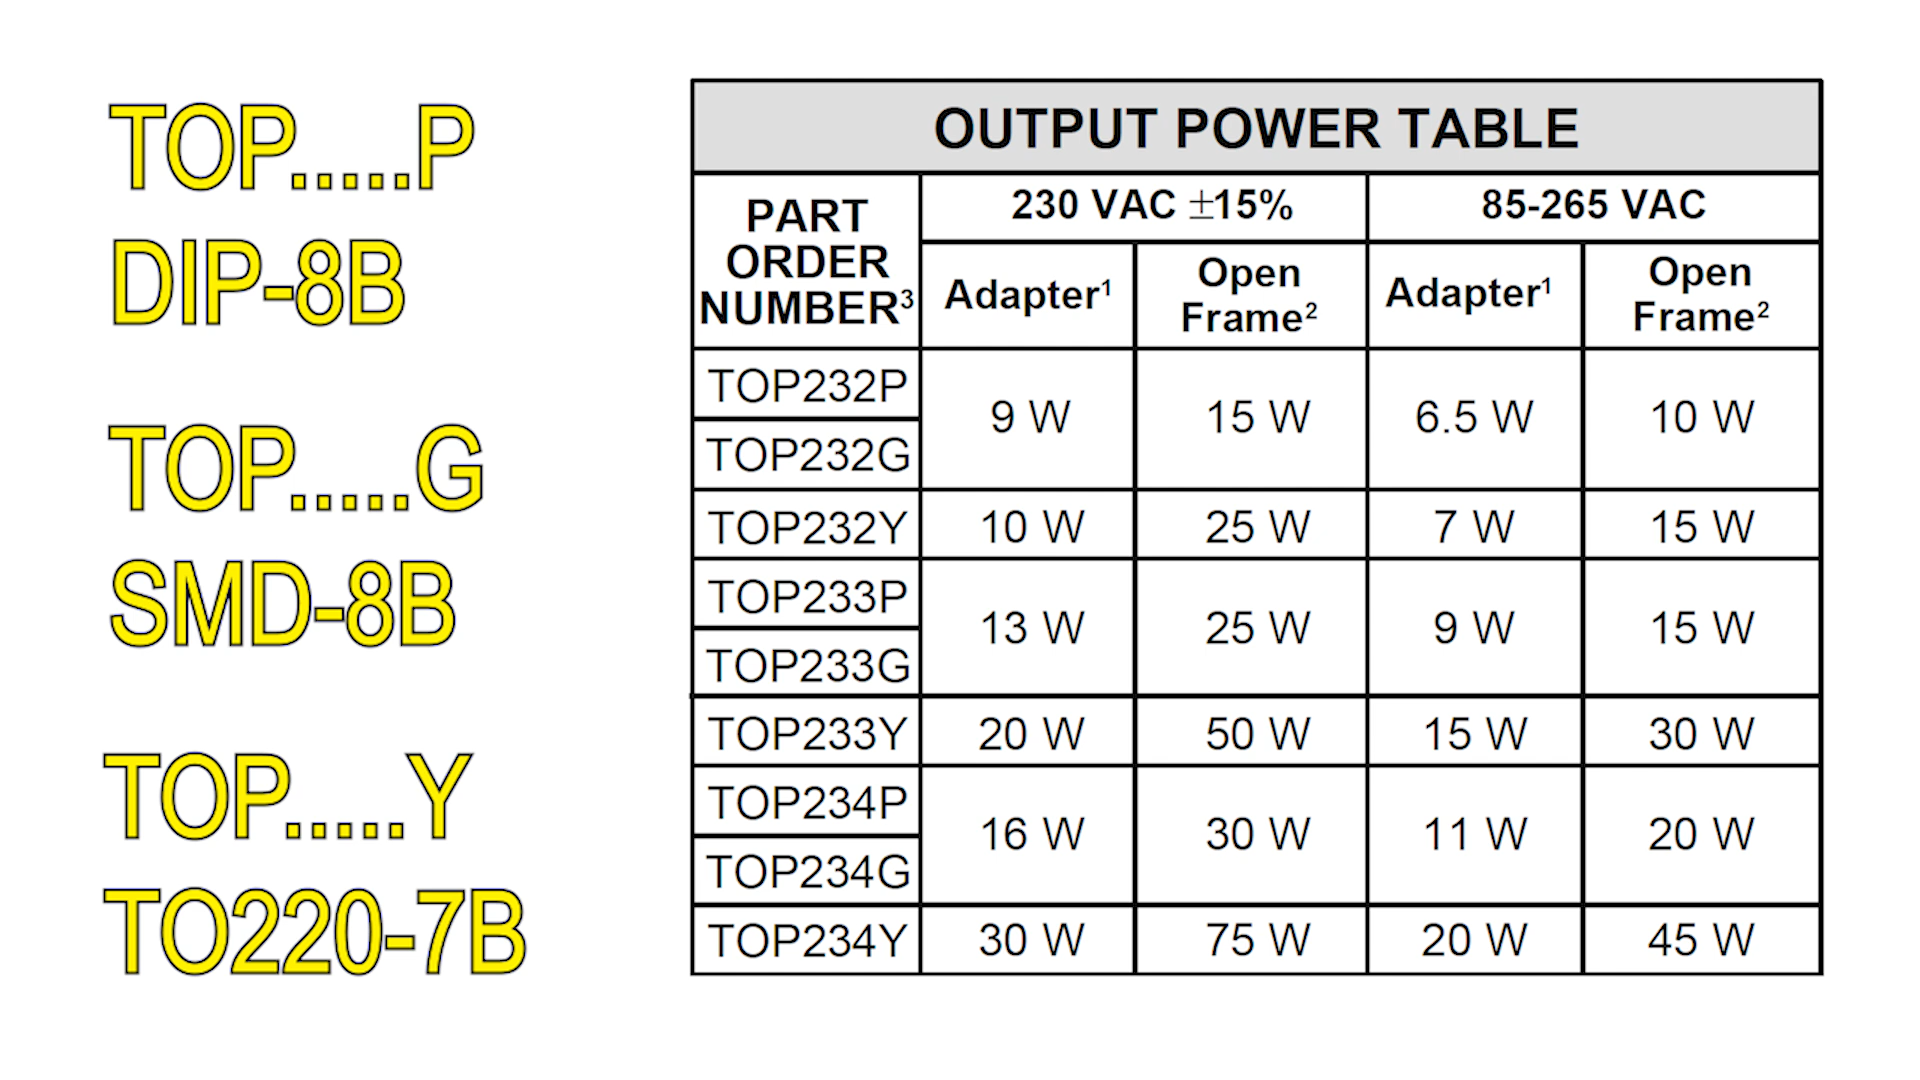 TOP.....P
DIP-8B
TOP.....G
SMD-8B
TOP.....Y
TO220-7B
OUTPUT POWER TABLE
PART ORDER NUMBER³ 230 VAC ±15% 85-265 VAC
Adapter¹ Open Frame² Adapter¹ Open Frame²
TOP232P
TOP232G 9 W 15 W 6.5 W 10 W
TOP232Y 10 W 25 W 7 W 15 W
TOP233P
TOP233G 13 W 25 W 9 W 15 W
TOP233Y 20 W 50 W 15 W 30 W
TOP234P
TOP234G 16 W 30 W 11 W 20 W
TOP234Y 30 W 75 W 20 W 45 W